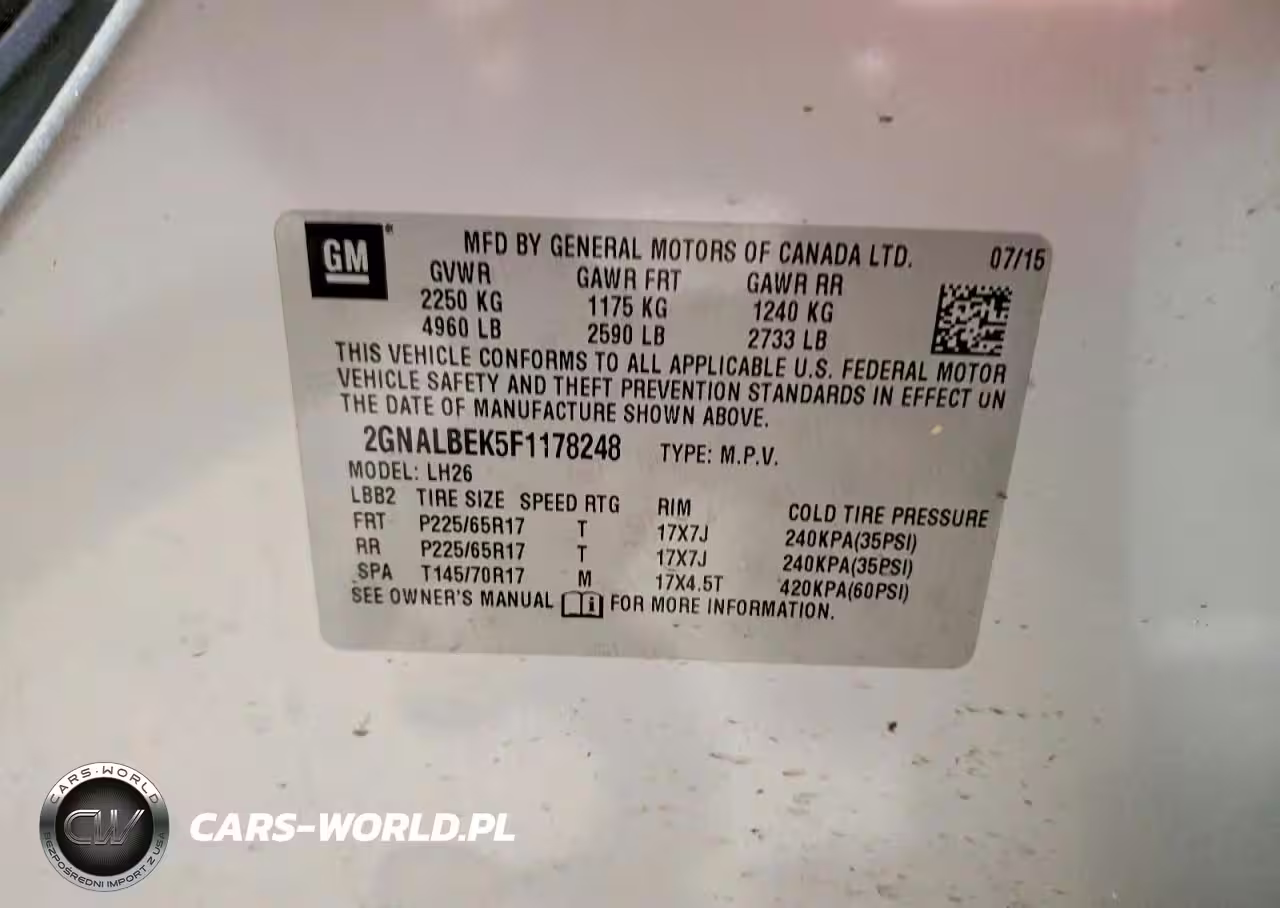 GM
MFD BY GENERAL MOTORS OF CANADA LTD. 07/15
GVWR GAWR FRT GAWR RR
2250 KG 1175 KG 1240 KG
4960 LB 2590 LB 2733 LB
THIS VEHICLE CONFORMS TO ALL APPLICABLE U.S. FEDERAL MOTOR
VEHICLE SAFETY AND THEFT PREVENTION STANDARDS IN EFFECT ON
THE DATE OF MANUFACTURE SHOWN ABOVE.
2GNALBEK5F1178248 TYPE: M.P.V.
MODEL: LH26
LBB2 TIRE SIZE SPEED RTG RIM COLD TIRE PRESSURE
FRT P225/65R17 T 17X7J 240KPA(35PSI)
RR P225/65R17 T 17X7J 240KPA(35PSI)
SPA T145/70R17 M 17X4.5T 420KPA(60PSI)
SEE OWNER'S MANUAL FOR MORE INFORMATION.
CARS-WORLD
CW
BEZPOŚREDNI IMPORT Z USA
CARS-WORLD.PL